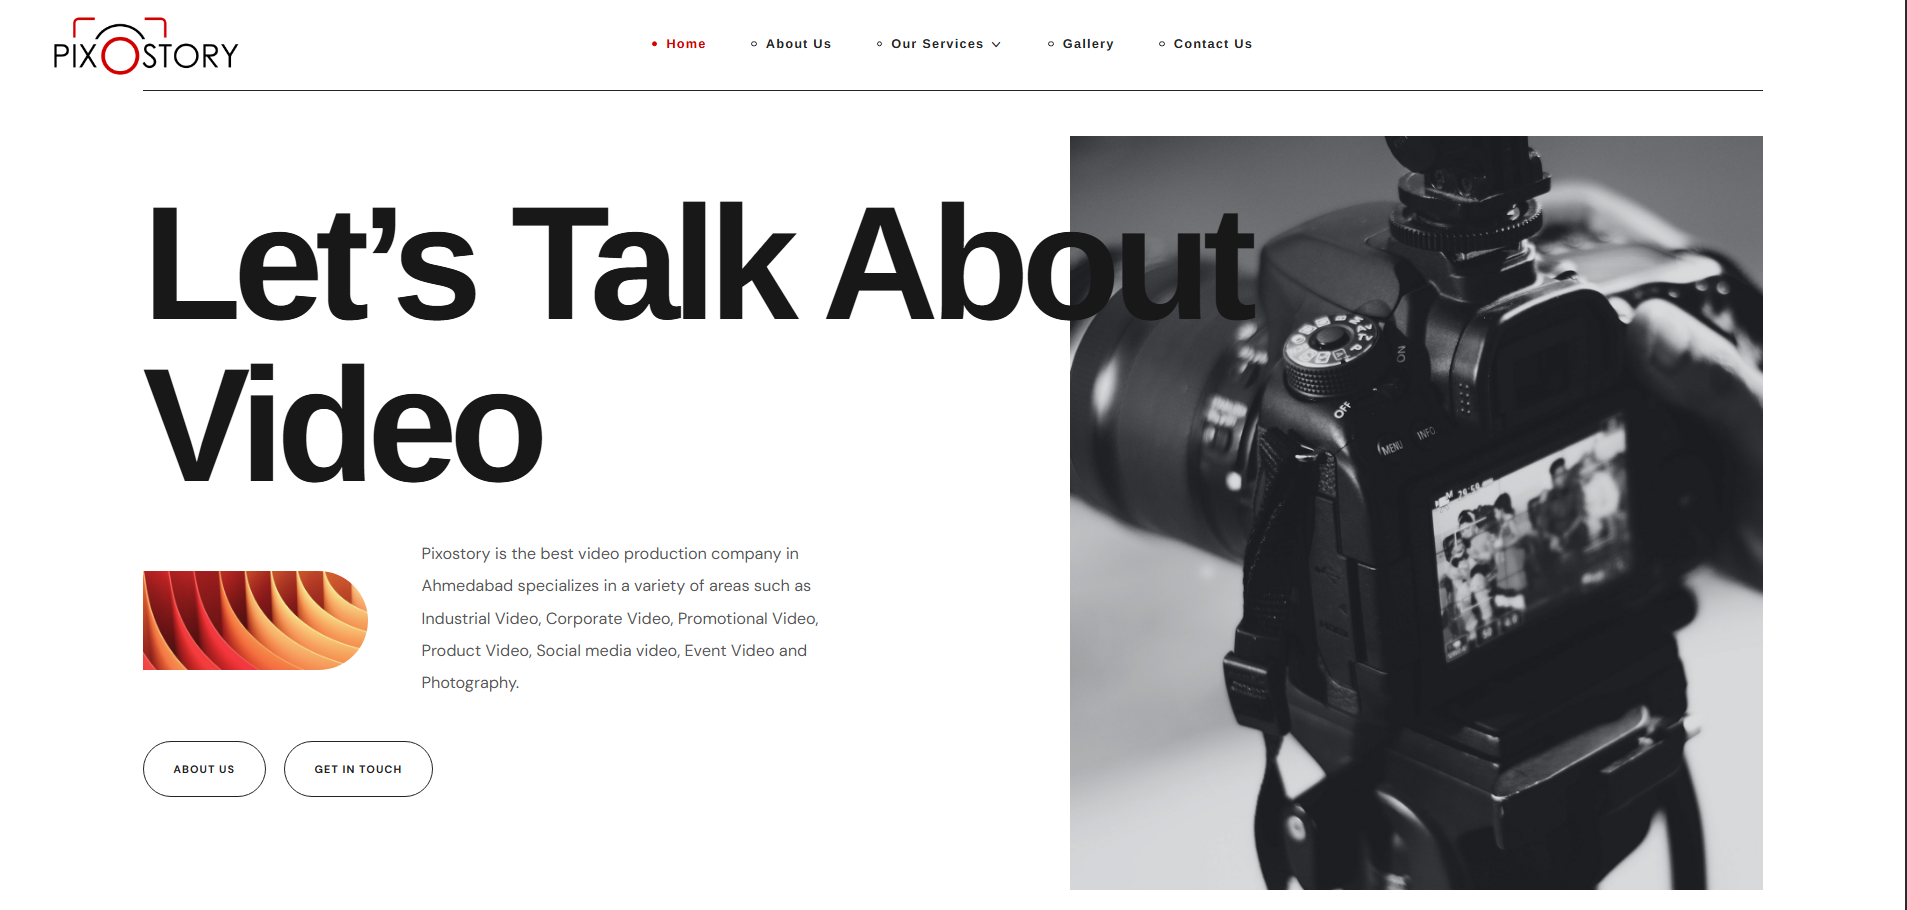 PIXOSTORY
Home
About Us
Our Services
Gallery
Contact Us
Let’s Talk About
Video
Pixostory is the best video production company in
Ahmedabad specializes in a variety of areas such as
Industrial Video, Corporate Video, Promotional Video,
Product Video, Social media video, Event Video and
Photography.
ABOUT US
GET IN TOUCH
ON
OFF
MENU INFO